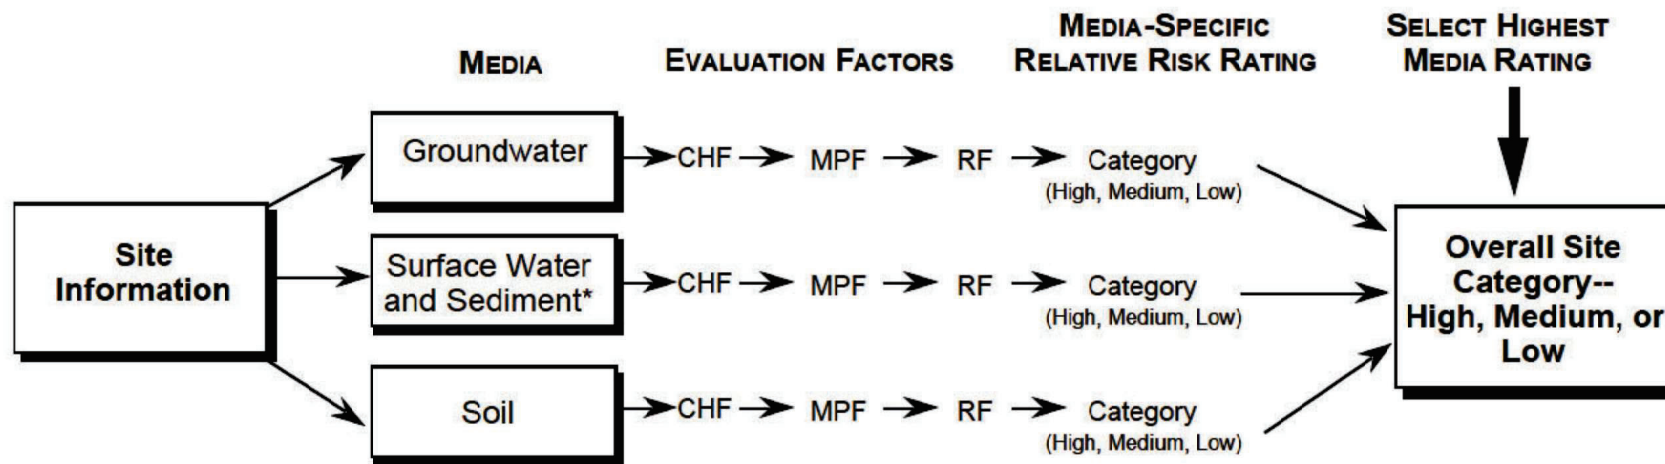 MEDIA
EVALUATION FACTORS
MEDIA-SPECIFIC
RELATIVE RISK RATING
SELECT HIGHEST
MEDIA RATING
Site
Information
Groundwater
CHF
MPF
RF
Category
(High, Medium, Low)
Surface Water
and Sediment*
CHF
MPF
RF
Category
(High, Medium, Low)
Soil
CHF
MPF
RF
Category
(High, Medium, Low)
Overall Site
Category--
High, Medium, or
Low